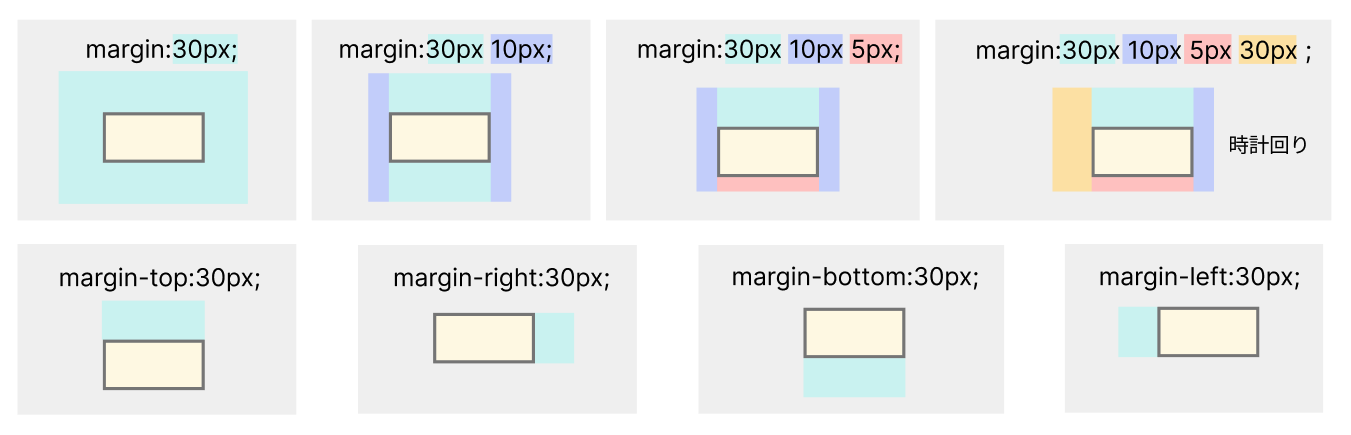 margin:30px;
margin:30px 10px;
margin:30px 10px 5px;
margin:30px 10px 5px 30px ;
時計回り
margin-top:30px;
margin-right:30px;
margin-bottom:30px;
margin-left:30px;